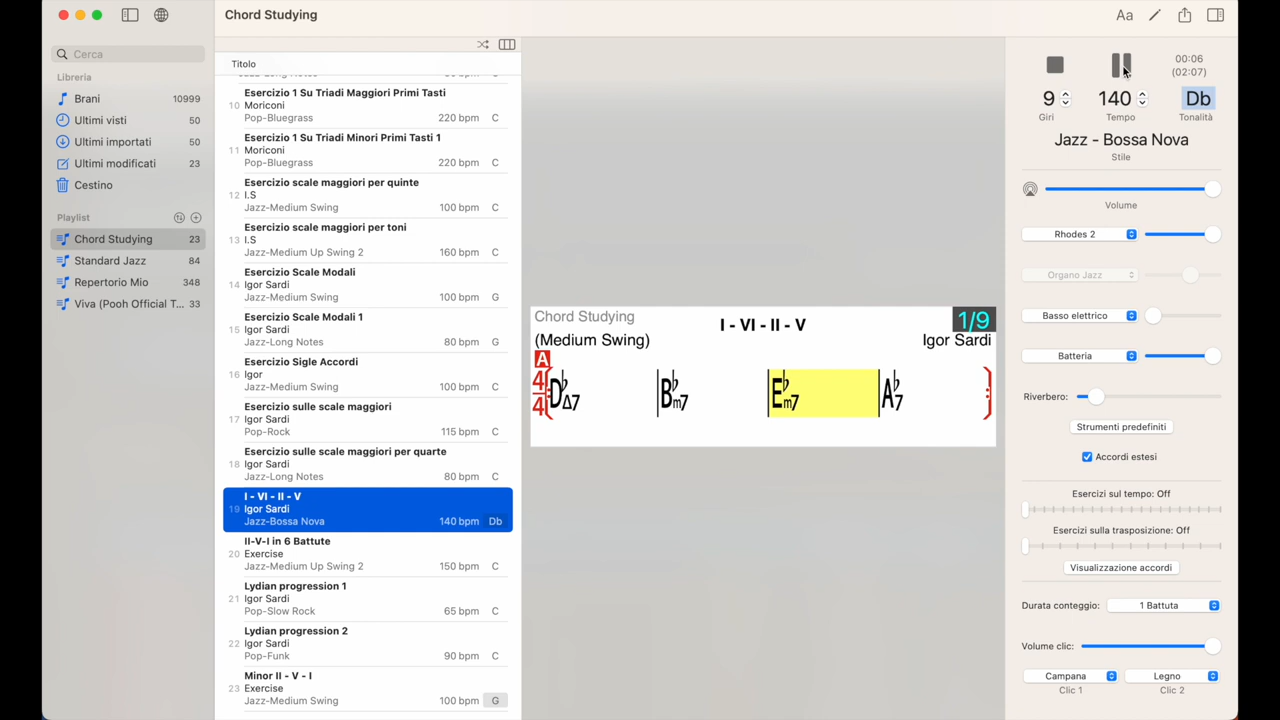 Chord Studying
Aa
Cerca
Libreria
Brani 10999
Ultimi visti 50
Ultimi importati 50
Ultimi modificati 23
Cestino
Playlist
Chord Studying 23
Standard Jazz 84
Repertorio Mio 348
Viva (Pooh Official T... 33
Titolo
Esercizio 1 Su Triadi Maggiori Primi Tasti
10 Moriconi
Pop-Bluegrass 220 bpm C
Esercizio 1 Su Triadi Minori Primi Tasti 1
11 Moriconi
Pop-Bluegrass 220 bpm C
Esercizio scale maggiori per quinte
12 I.S
Jazz-Medium Swing 100 bpm C
Esercizio scale maggiori per toni
13 I.S
Jazz-Medium Up Swing 2 160 bpm C
Esercizio Scale Modali
14 Igor Sardi
Jazz-Medium Swing 100 bpm G
Esercizio Scale Modali 1
15 Igor Sardi
Jazz-Long Notes 80 bpm G
Esercizio Sigle Accordi
16 Igor
Jazz-Medium Swing 100 bpm C
Esercizio sulle scale maggiori
17 Igor Sardi
Pop-Rock 115 bpm C
Esercizio sulle scale maggiori per quarte
18 Igor Sardi
Jazz-Long Notes 80 bpm C
I - VI - II - V
19 Igor Sardi
Jazz-Bossa Nova 140 bpm Db
II-V-I in 6 Battute
20 Exercise
Jazz-Medium Up Swing 2 150 bpm C
Lydian progression 1
21 Igor Sardi
Pop-Slow Rock 65 bpm C
Lydian progression 2
22 Igor Sardi
Pop-Funk 90 bpm C
Minor II - V - I
23 Exercise
Jazz-Medium Swing 100 bpm G
Chord Studying I - VI - II - V 1/9
(Medium Swing) Igor Sardi
A
4/4 D♭Δ7 B♭m7 E♭m7 A♭7
00:06
(02:07)
9 140 Db
Giri Tempo Tonalità
Jazz - Bossa Nova
Stile
Volume
Rhodes 2
Organo Jazz
Basso elettrico
Batteria
Riverbero:
Strumenti predefiniti
Accordi estesi
Esercizi sul tempo: Off
Esercizi sulla trasposizione: Off
Visualizzazione accordi
Durata conteggio: 1 Battuta
Volume clic:
Campana Legno
Clic 1 Clic 2